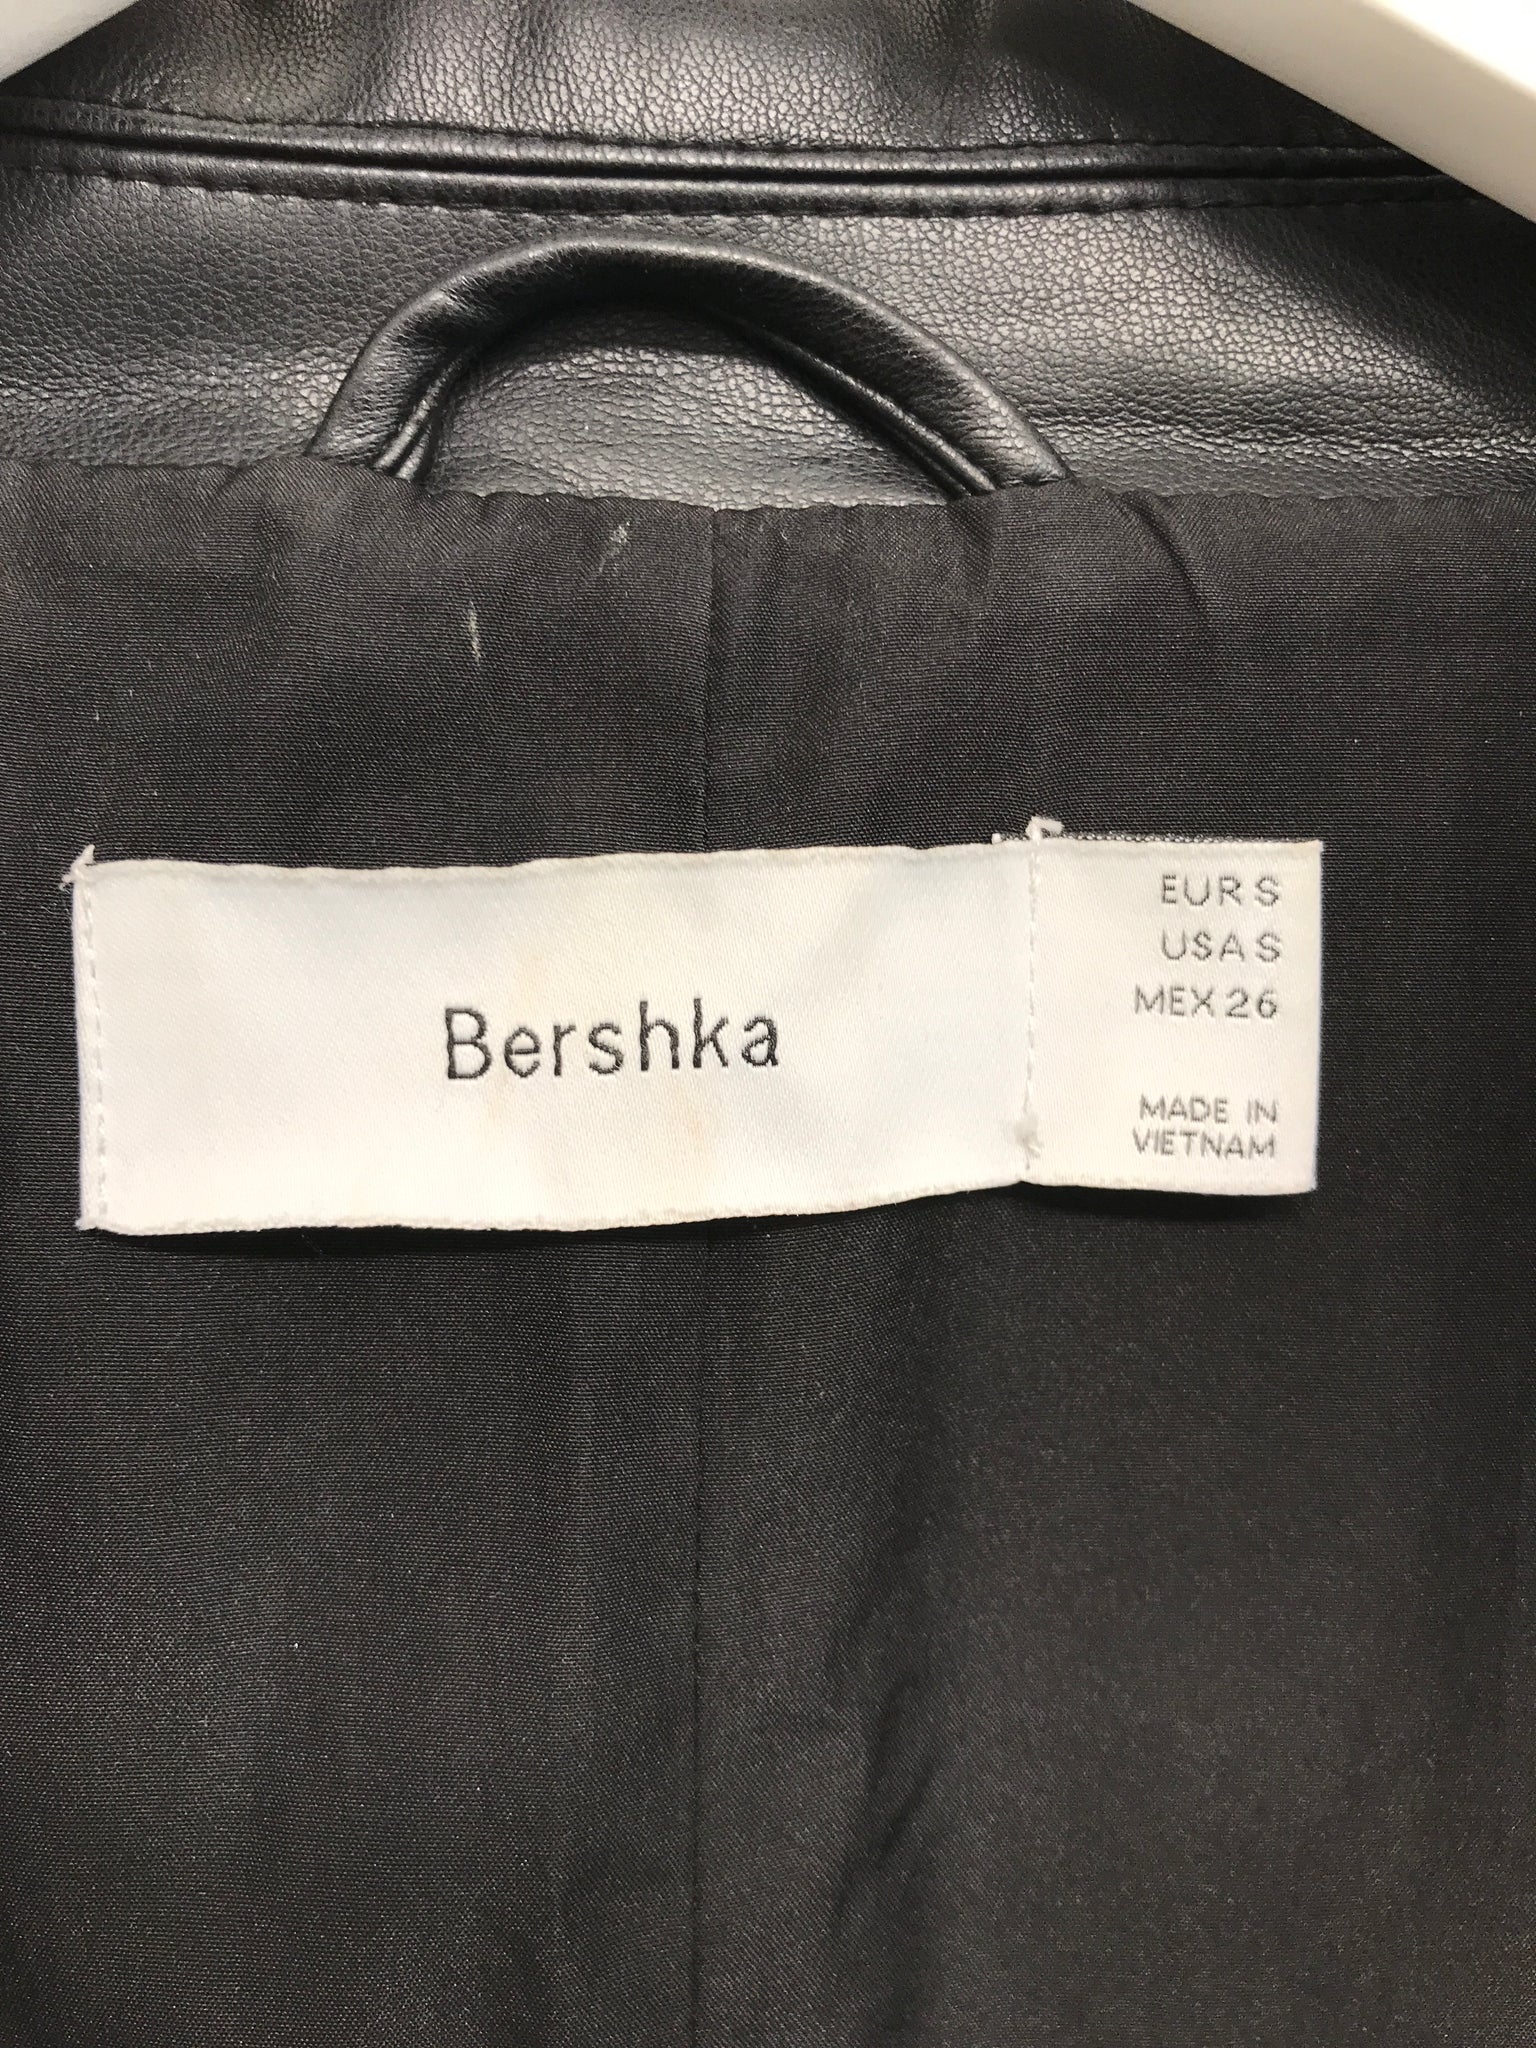 Bershka
EUR S
USA S
MEX 26
MADE IN
VIETNAM